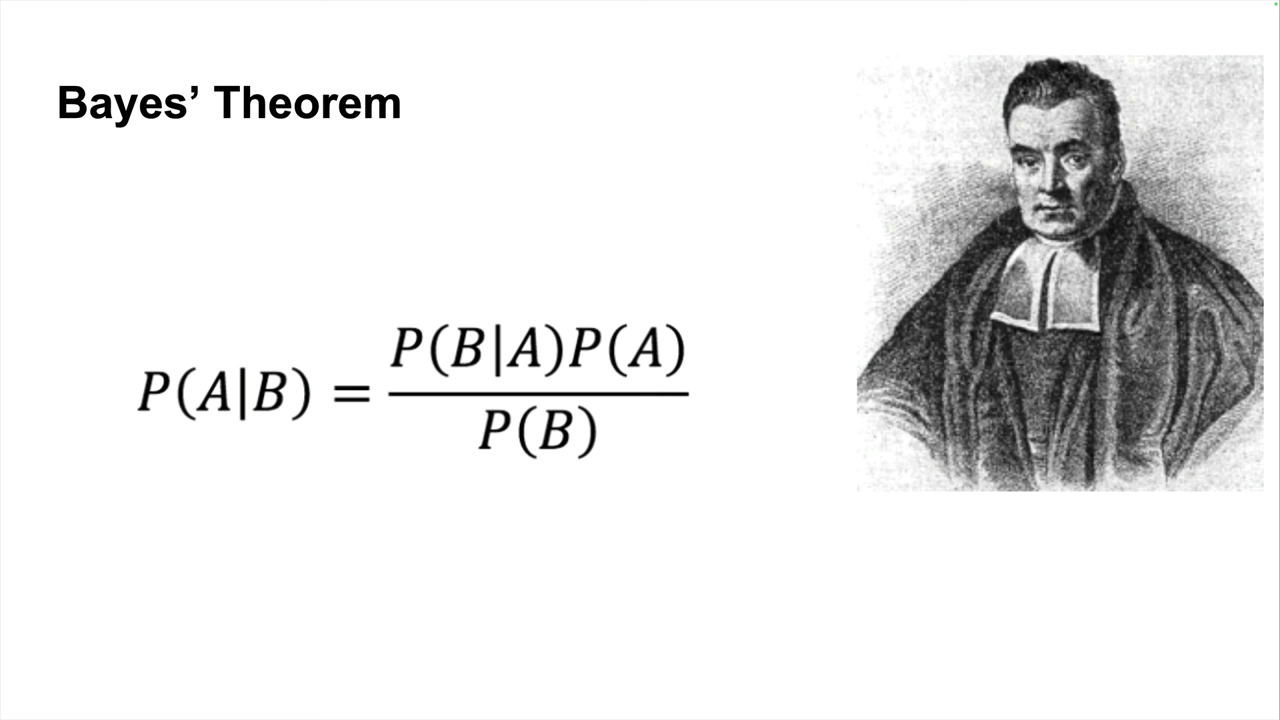 Bayes’ Theorem
P(A|B) = P(B|A)P(A) / P(B)